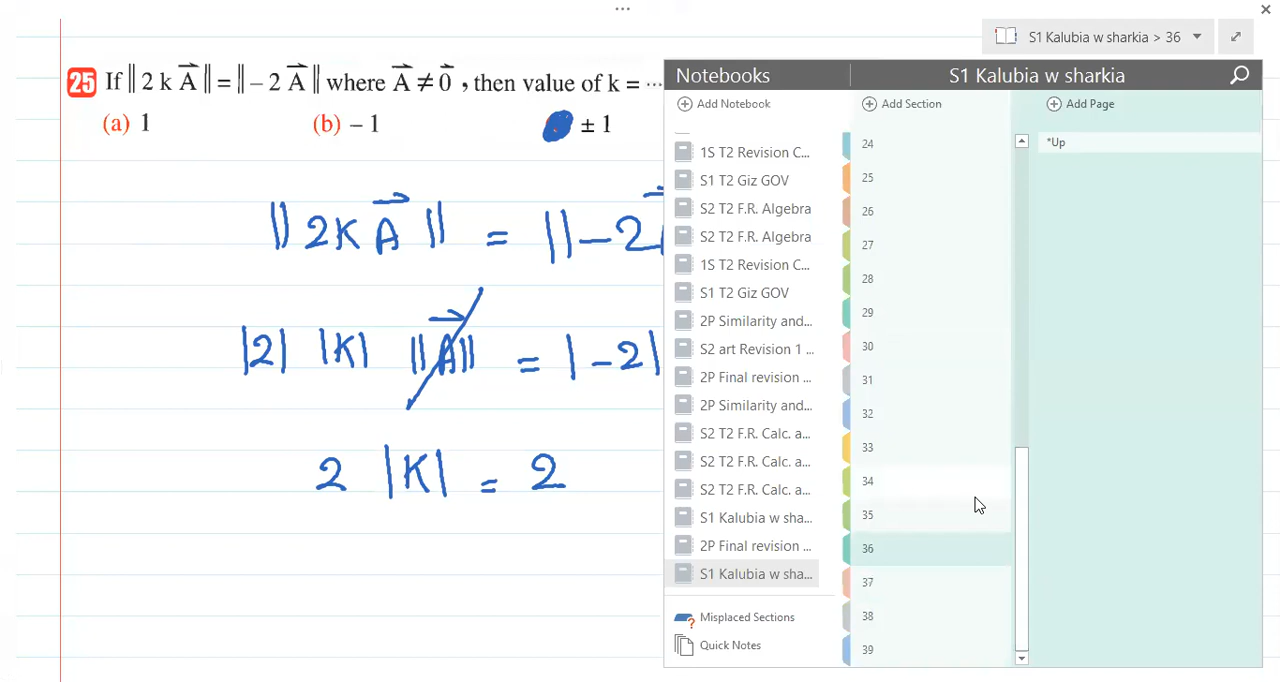 S1 Kalubia w sharkia > 36
25 If ‖ 2 k A⃗ ‖ = ‖ – 2 A⃗ ‖ where A⃗ ≠ 0⃗ , then value of k = ...
(a) 1 (b) – 1 ± 1
|| 2K A⃗ || = || – 2
|2| |K| ||A⃗|| = | – 2|
2 |K| = 2
Notebooks
S1 Kalubia w sharkia
Add Notebook
Add Section
Add Page
1S T2 Revision C...
S1 T2 Giz GOV
S2 T2 F.R. Algebra
S2 T2 F.R. Algebra
1S T2 Revision C...
S1 T2 Giz GOV
2P Similarity and...
S2 art Revision 1 ...
2P Final revision ...
2P Similarity and...
S2 T2 F.R. Calc. a...
S2 T2 F.R. Calc. a...
S2 T2 F.R. Calc. a...
S1 Kalubia w sha...
2P Final revision ...
S1 Kalubia w sha...
Misplaced Sections
Quick Notes
24
25
26
27
28
29
30
31
32
33
34
35
36
37
38
39
*Up